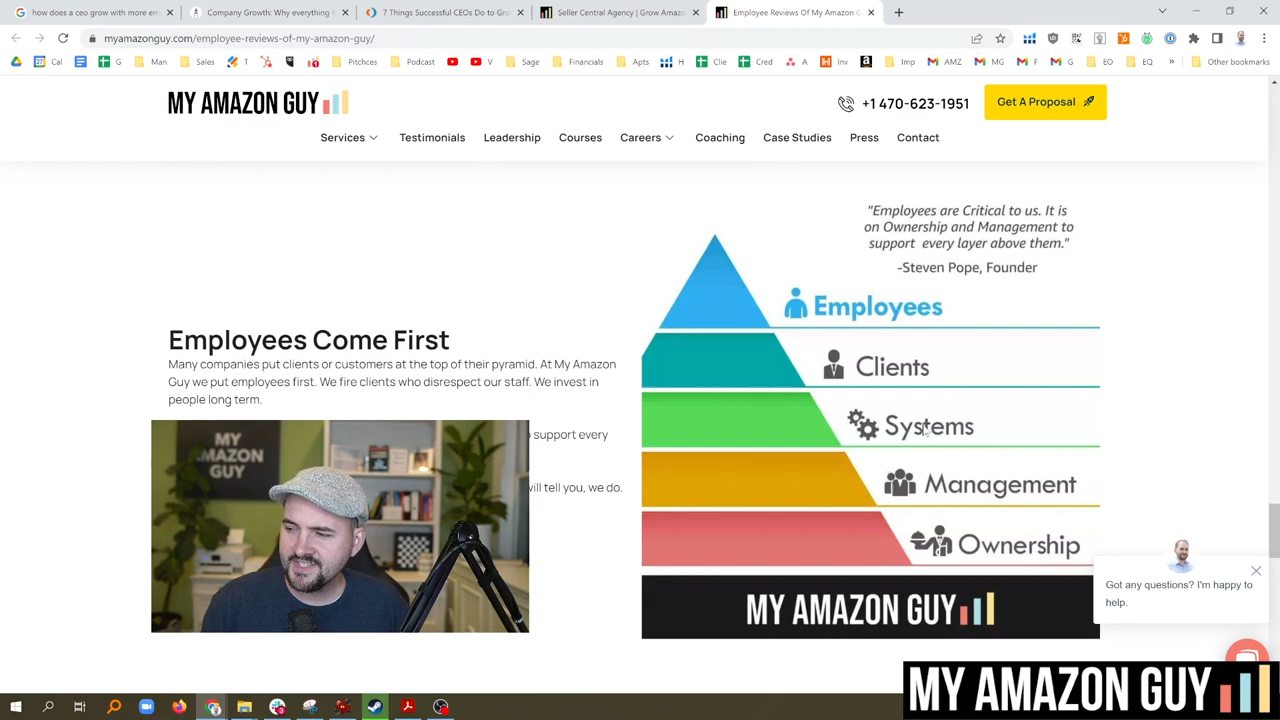 how does a ceo grow with more em
Company Growth: Why everything
7 Things Successful CEOs Do to Gro
Seller Central Agency | Grow Amazo
Employee Reviews Of My Amazon G
myamazonguy.com/employee-reviews-of-my-amazon-guy/
Cal
G
Man
Sales
T
Pitchces
Podcast
V
Sage
Financials
Apts
H
Clie
Cred
A
Inv
Imp
AMZ
MG
F
G
EO
EQ
»
Other bookmarks
MY AMAZON GUY
+1 470-623-1951
Get A Proposal
Services
Testimonials
Leadership
Courses
Careers
Coaching
Case Studies
Press
Contact
"Employees are Critical to us. It is
on Ownership and Management to
support every layer above them."
-Steven Pope, Founder
Employees
Clients
Systems
Management
Ownership
MY AMAZON GUY
Employees Come First
Many companies put clients or customers at the top of their pyramid. At My Amazon
Guy we put employees first. We fire clients who disrespect our staff. We invest in
people long term.
support every
will tell you, we do.
MY
AMAZON
GUY
Got any questions? I'm happy to
help.
MY AMAZON GUY